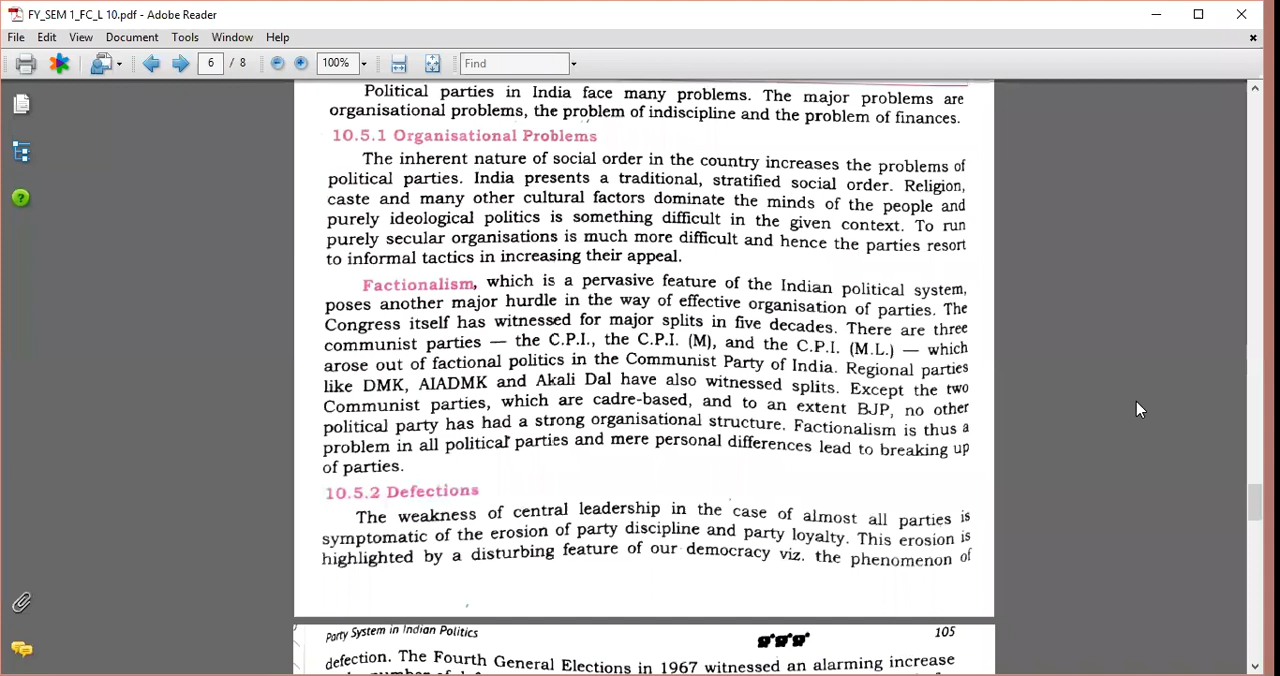 FY_SEM 1_FC_L 10.pdf - Adobe Reader
File Edit View Document Tools Window Help
6 / 8 100% Find
Political parties in India face many problems. The major problems are
organisational problems, the problem of indiscipline and the problem of finances.
10.5.1 Organisational Problems
The inherent nature of social order in the country increases the problems of
political parties. India presents a traditional, stratified social order. Religion,
caste and many other cultural factors dominate the minds of the people and
purely ideological politics is something difficult in the given context. To run
purely secular organisations is much more difficult and hence the parties resort
to informal tactics in increasing their appeal.
Factionalism, which is a pervasive feature of the Indian political system,
poses another major hurdle in the way of effective organisation of parties. The
Congress itself has witnessed for major splits in five decades. There are three
communist parties — the C.P.I., the C.P.I. (M), and the C.P.I. (M.L.) — which
arose out of factional politics in the Communist Party of India. Regional parties
like DMK, AIADMK and Akali Dal have also witnessed splits. Except the two
Communist parties, which are cadre-based, and to an extent BJP, no other
political party has had a strong organisational structure. Factionalism is thus a
problem in all political parties and mere personal differences lead to breaking up
of parties.
10.5.2 Defections
The weakness of central leadership in the case of almost all parties is
symptomatic of the erosion of party discipline and party loyalty. This erosion is
highlighted by a disturbing feature of our democracy viz. the phenomenon of
Party System in Indian Politics 105
defection. The Fourth General Elections in 1967 witnessed an alarming increase